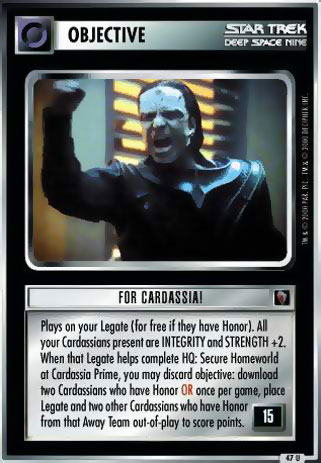 OBJECTIVE
STAR TREK
DEEP SPACE NINE
FOR CARDASSIA!
Plays on your Legate (for free if they have Honor). All
your Cardassians present are INTEGRITY and STRENGTH +2.
When that Legate helps complete HQ: Secure Homeworld
at Cardassia Prime, you may discard objective: download
two Cardassians who have Honor OR once per game, place
Legate and two other Cardassians who have Honor
from that Away Team out-of-play to score points.
15
47 U